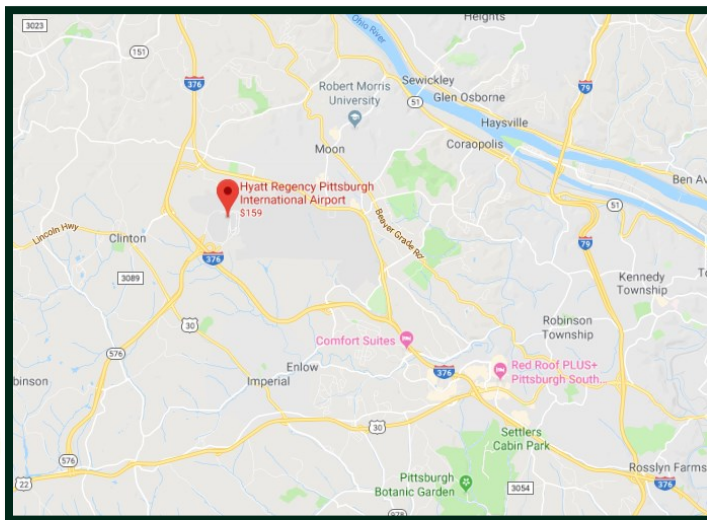 3023
Heights
Ohio River
151
376
79
Sewickley
Robert Morris
University
Glen Osborne
51
Haysville
Moon
Coraopolis
Ben Av
Hyatt Regency Pittsburgh
International Airport
$159
51
Lincoln Hwy
Clinton
Beaver Grade Rd
79
376
3089
Kennedy
Township
30
Robinson
Township
Comfort Suites
576
Enlow
376
Red Roof PLUS+
Pittsburgh South...
binson
Imperial
30
Settlers
Cabin Park
576
Rosslyn Farms
22
Pittsburgh
Botanic Garden
3054
376
978